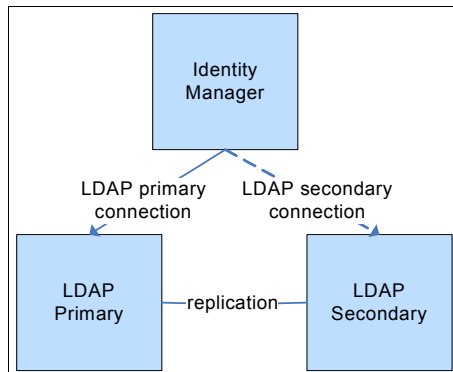 Identity
Manager
LDAP primary
connection
LDAP secondary
connection
LDAP
Primary
replication
LDAP
Secondary